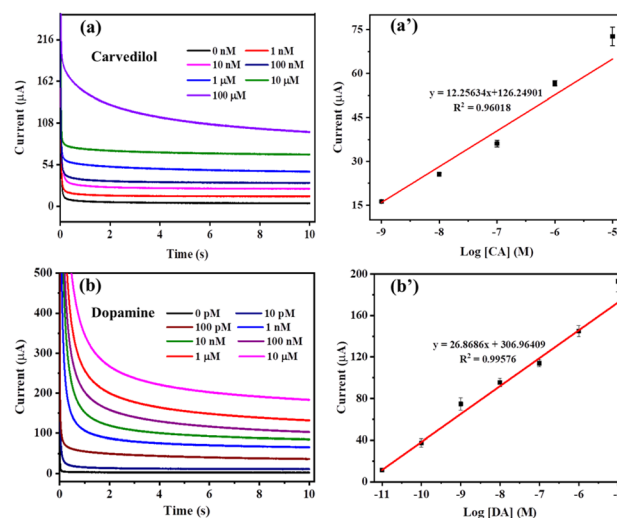 (a)
Carvedilol
0 nM 1 nM
10 nM 100 nM
1 μM 10 μM
100 μM
Current (μA)
216
162
108
54
0
0 2 4 6 8 10
Time (s)
(a')
y = 12.25634x+126.24901
R² = 0.96018
Current (μA)
75
60
45
30
15
-9 -8 -7 -6 -5
Log [CA] (M)
(b)
Dopamine
0 pM 10 pM
100 pM 1 nM
10 nM 100 nM
1 μM 10 μM
Current (μA)
500
400
300
200
100
0
0 2 4 6 8 10
Time (s)
(b')
y = 26.8686x + 306.96409
R² = 0.99576
Current (μA)
200
160
120
80
40
0
-11 -10 -9 -8 -7 -6
Log [DA] (M)